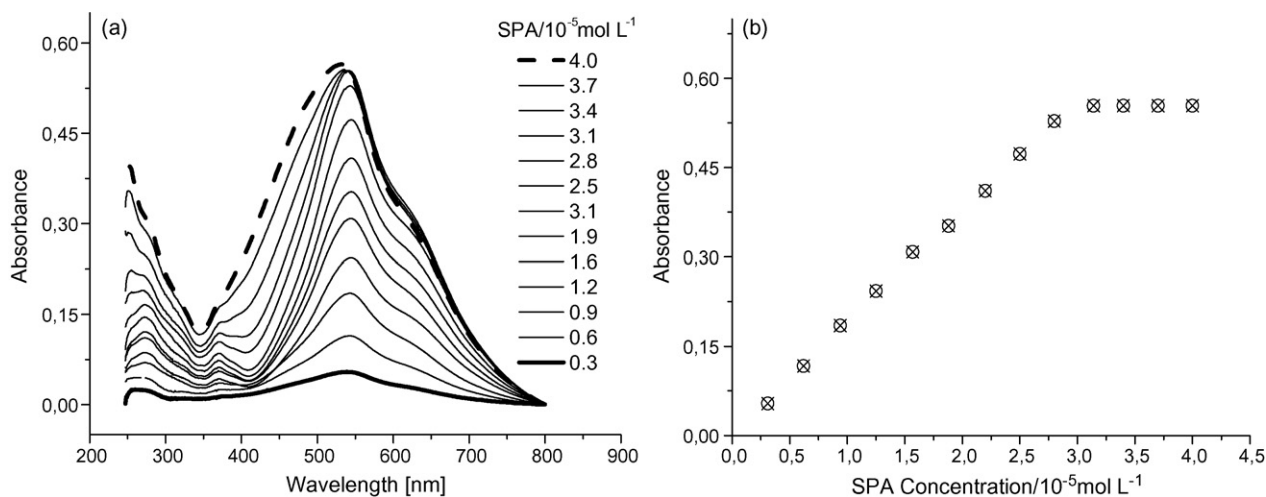 (a)
SPA/10⁻⁵mol L⁻¹
4.0
3.7
3.4
3.1
2.8
2.5
3.1
1.9
1.6
1.2
0.9
0.6
0.3
0,60
0,45
0,30
0,15
0,00
Absorbance
200 300 400 500 600 700 800 900
Wavelength [nm]
(b)
0,60
0,45
0,30
0,15
0,00
Absorbance
0,0 0,5 1,0 1,5 2,0 2,5 3,0 3,5 4,0 4,5
SPA Concentration/10⁻⁵mol L⁻¹